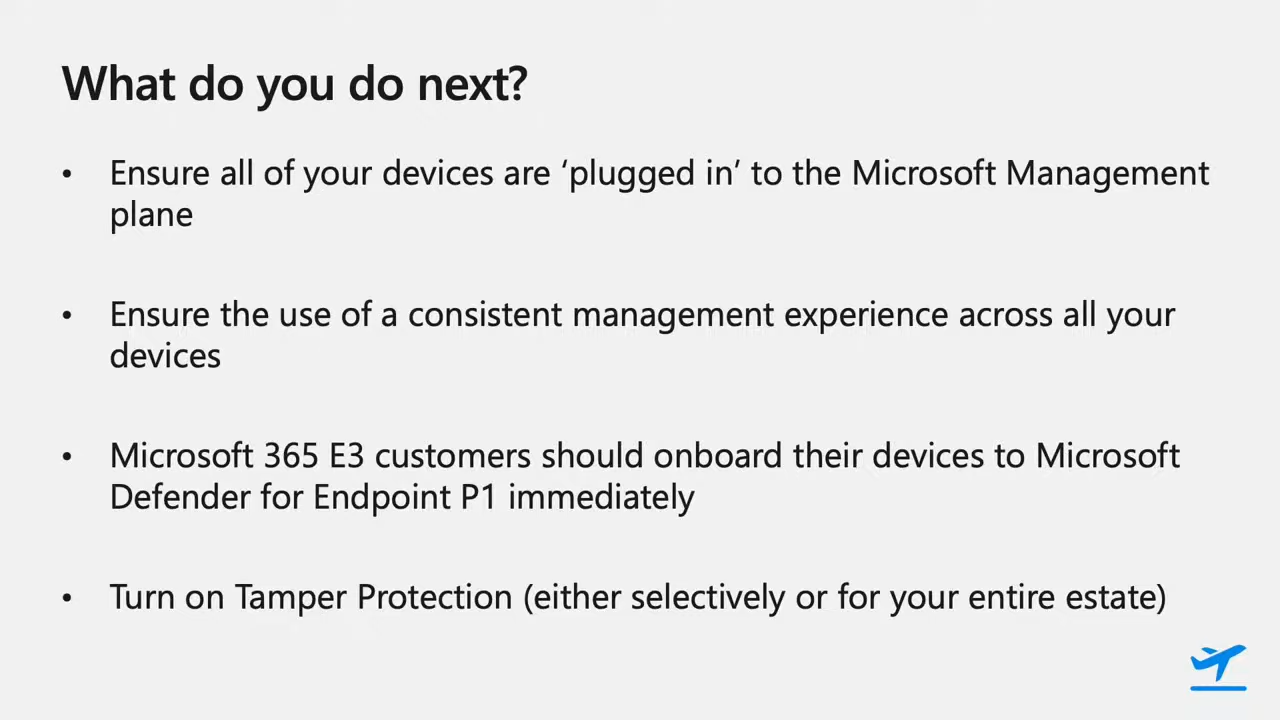 What do you do next?
• Ensure all of your devices are ‘plugged in’ to the Microsoft Management
plane
• Ensure the use of a consistent management experience across all your
devices
• Microsoft 365 E3 customers should onboard their devices to Microsoft
Defender for Endpoint P1 immediately
• Turn on Tamper Protection (either selectively or for your entire estate)